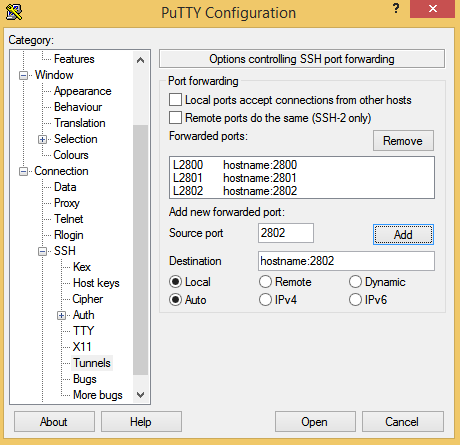 PuTTY Configuration
?
Category:
Features
Window
Appearance
Behaviour
Translation
Selection
Colours
Connection
Data
Proxy
Telnet
Rlogin
SSH
Kex
Host keys
Cipher
Auth
TTY
X11
Tunnels
Bugs
More bugs
Options controlling SSH port forwarding
Port forwarding
Local ports accept connections from other hosts
Remote ports do the same (SSH-2 only)
Forwarded ports:
Remove
L2800 hostname:2800
L2801 hostname:2801
L2802 hostname:2802
Add new forwarded port:
Source port 2802 Add
Destination hostname:2802
Local Remote Dynamic
Auto IPv4 IPv6
About Help Open Cancel